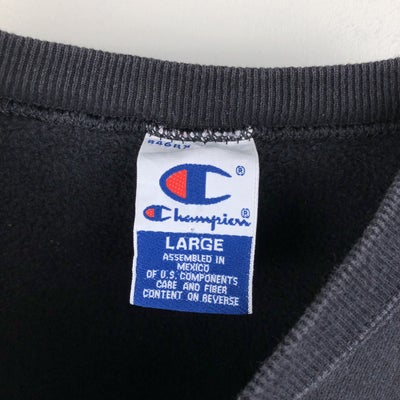 Champion®
LARGE
ASSEMBLED IN
MEXICO
OF U.S. COMPONENTS
CARE AND FIBER
CONTENT ON REVERSE